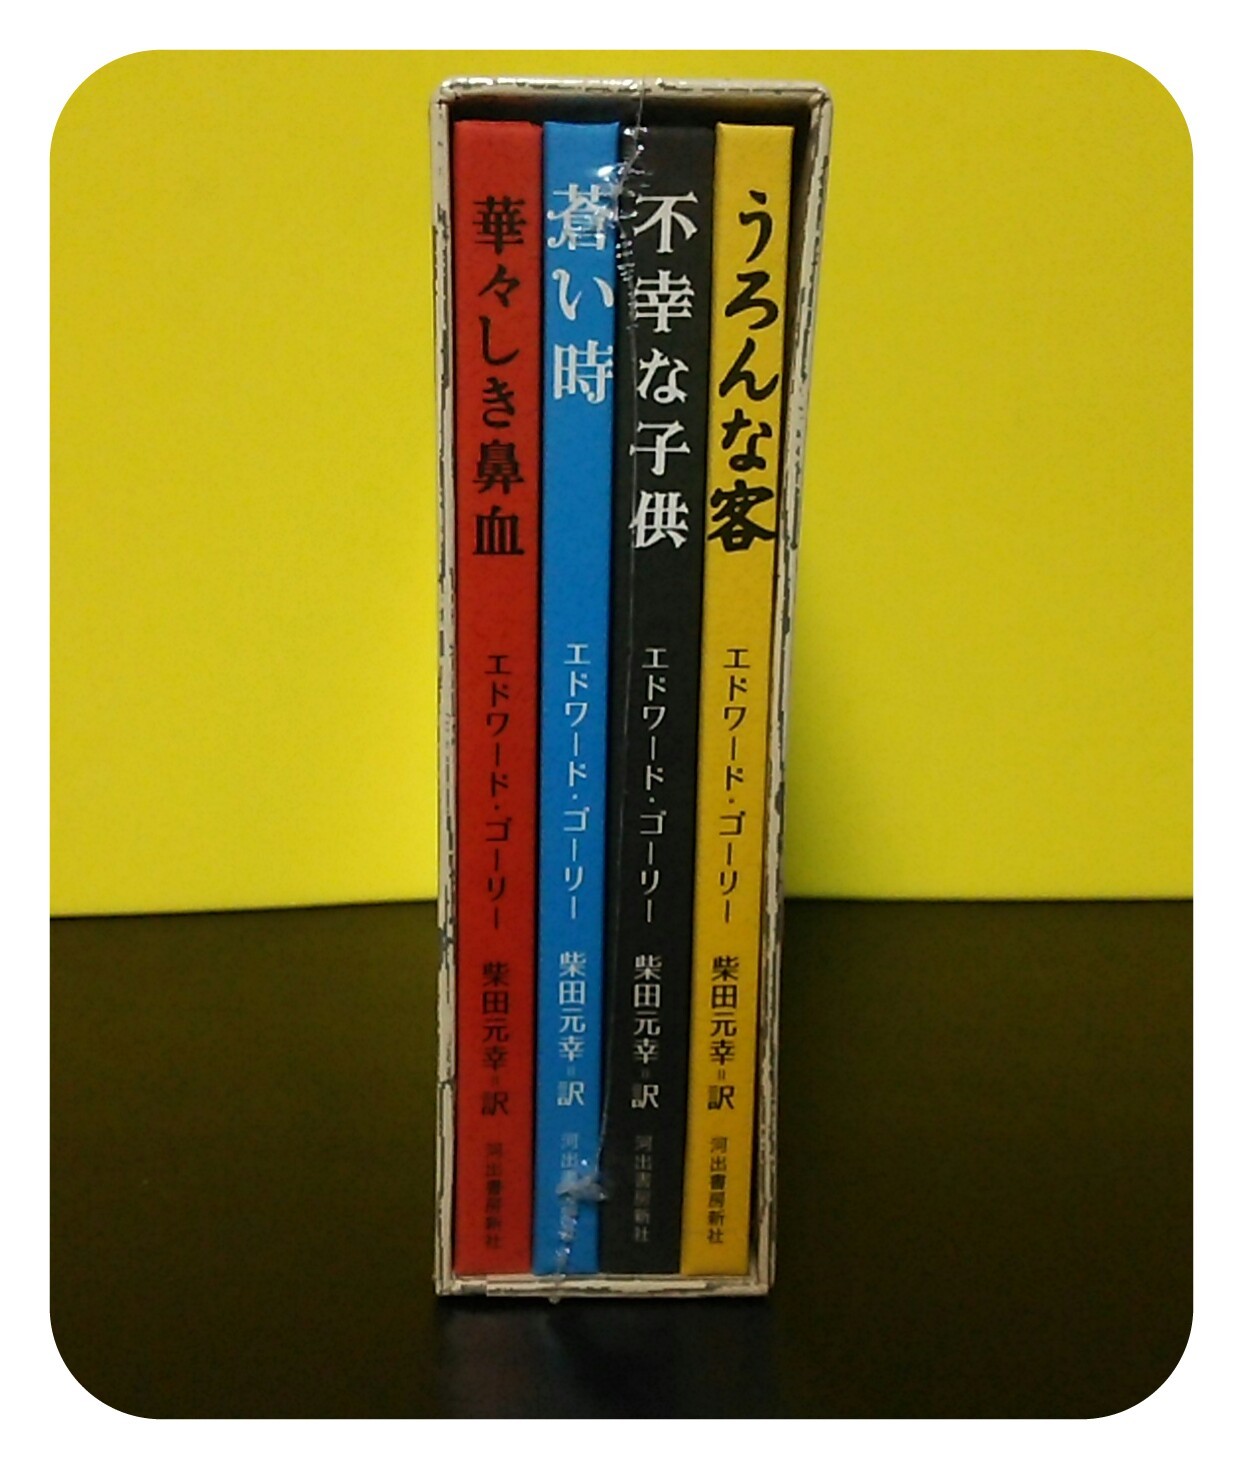 うろんな客
エドワード・ゴーリー
柴田元幸=訳
河出書房新社
不幸な子供
エドワード・ゴーリー
柴田元幸=訳
河出書房新社
蒼い時
エドワード・ゴーリー
柴田元幸=訳
河出
華々しき鼻血
エドワード・ゴーリー
柴田元幸=訳
河出書房新社